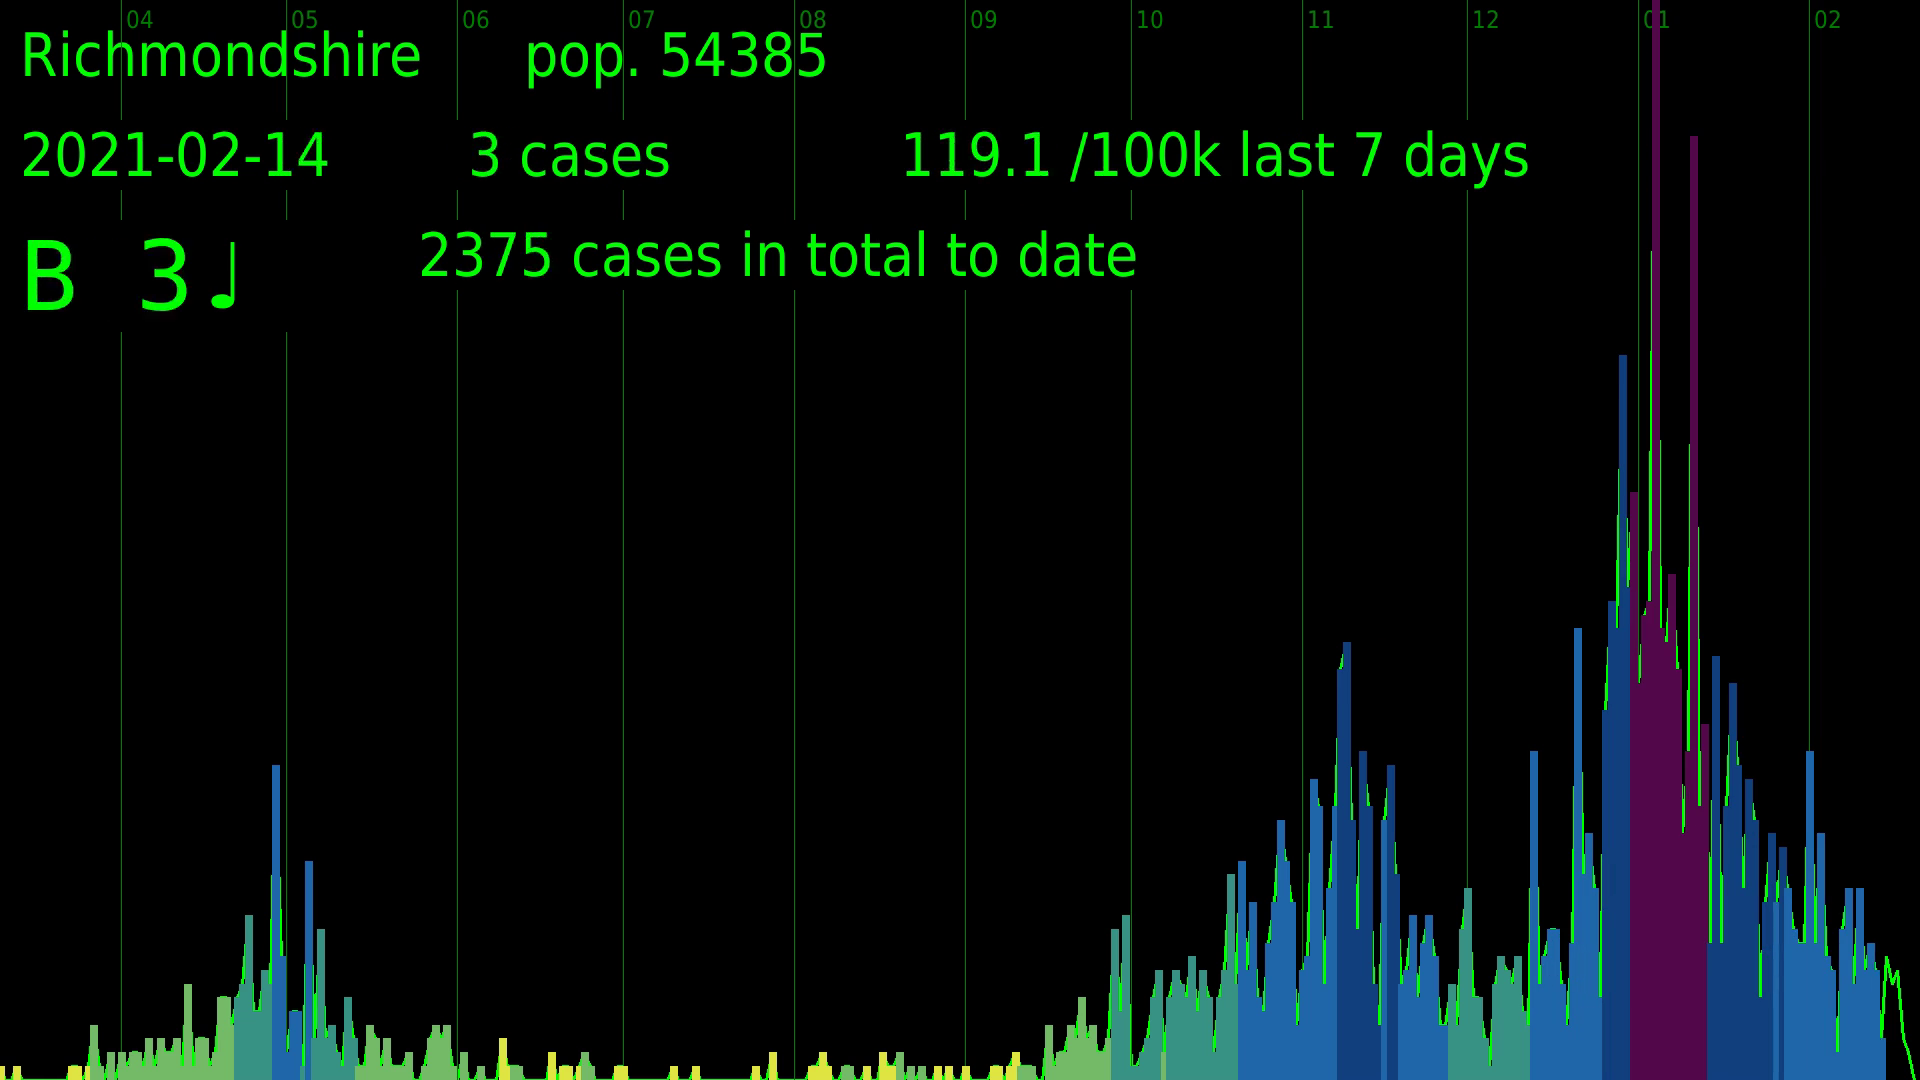 04 05 06 07 08 09 10 11 12 01 02
Richmondshire pop. 54385
2021-02-14 3 cases 119.1 /100k last 7 days
B 3♩ 2375 cases in total to date